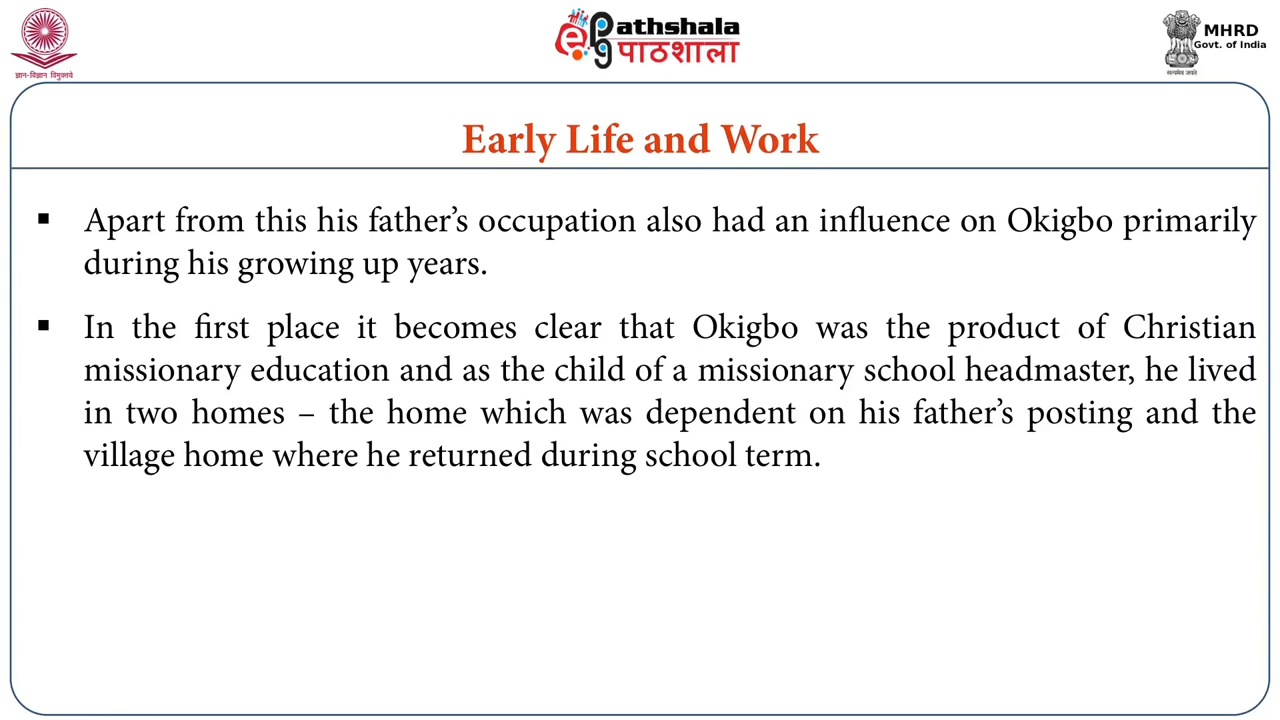 ज्ञान-विज्ञान विमुक्तये
ePG Pathshala
पाठशाला
MHRD
Govt. of India
सत्यमेव जयते
Early Life and Work
▪ Apart from this his father’s occupation also had an influence on Okigbo primarily
during his growing up years.
▪ In the first place it becomes clear that Okigbo was the product of Christian
missionary education and as the child of a missionary school headmaster, he lived
in two homes – the home which was dependent on his father’s posting and the
village home where he returned during school term.